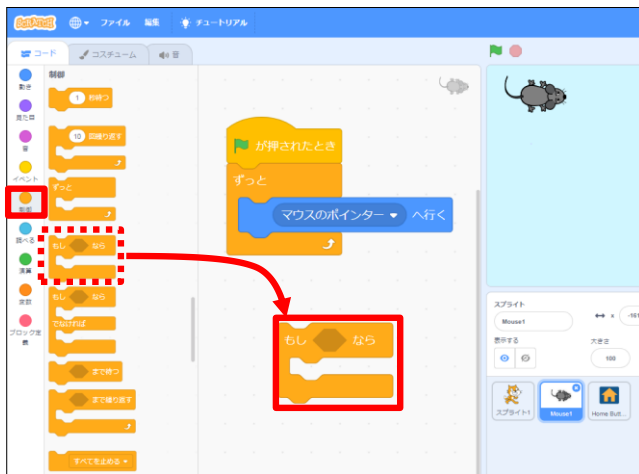 SCRATCH
ファイル 編集 チュートリアル
コード コスチューム 音
制御
動き
見た目
音
イベント
制御
調べる
演算
変数
ブロック定義
1 秒待つ
10 回繰り返す
ずっと
もし なら
もし なら
でなければ
まで待つ
まで繰り返す
すべてを止める
が押されたとき
ずっと
マウスのポインター へ行く
もし なら
スプライト
Mouse1
x -161
表示する
大きさ
100
スプライト1
Mouse1
Home Butt...